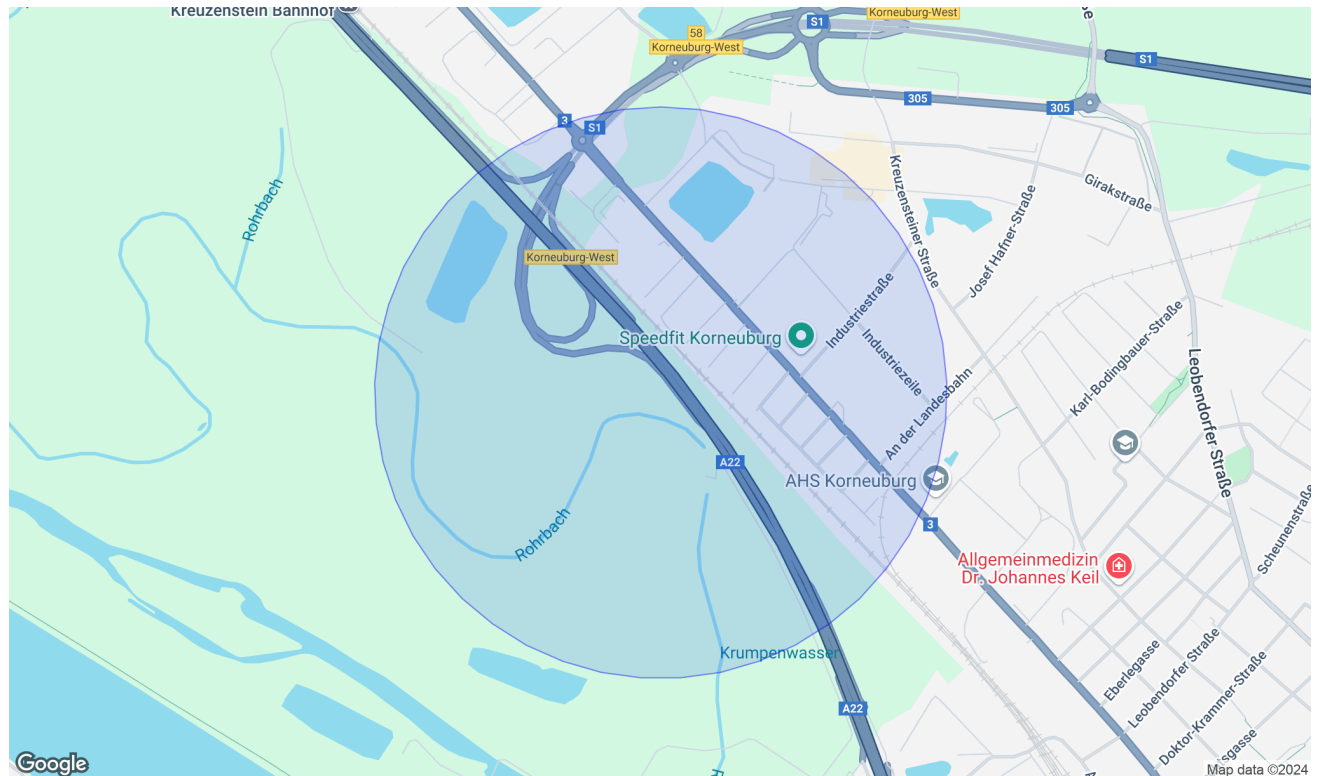 Kreuzenstein Bahnhof
Korneuburg-West
S1
58
Korneuburg-West
S1
305
305
3
S1
Kreuzensteiner Straße
Girakstraße
Rohrbach
Josef Hafner-Straße
Korneuburg-West
Industriestraße
Karl-Bodingbauer-Straße
Speedfit Korneuburg
Industriezeile
Leobendorfer Straße
An der Landesbahn
A22
AHS Korneuburg
3
Rohrbach
Scheunenstraße
Allgemeinmedizin
Dr. Johannes Keil
Krumpenwasser
Eberlegasse
Leobendorfer Straße
Doktor-Krammer-Straße
A22
Google
Map data ©2024